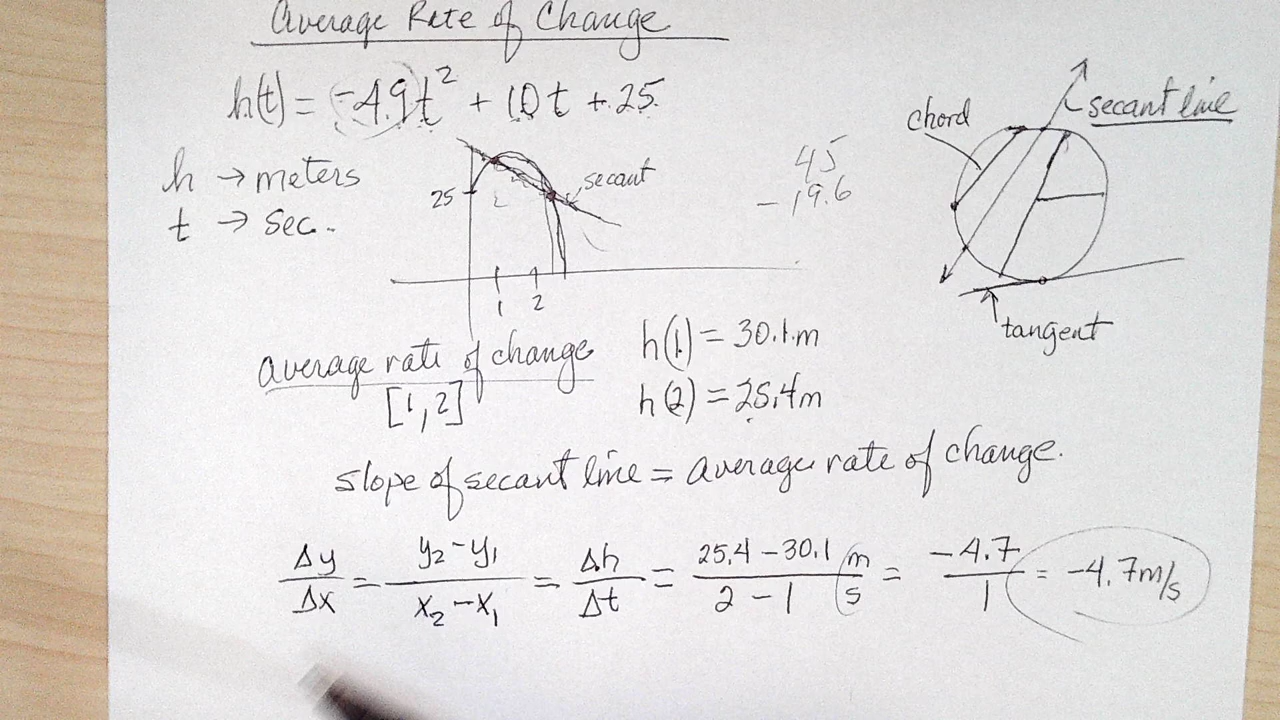 Average Rate of Change
h(t) = -4.9t² + 10t + 25
h → meters
t → sec.
25
secant
1 2
45
- 19.6
chord
secant line
tangent
average rate of change
[1,2]
h(1) = 30.1 m
h(2) = 25.4 m
slope of secant line = average rate of change.
Δy/Δx = (y₂ - y₁)/(x₂ - x₁) = Δh/Δt = (25.4 - 30.1)/(2 - 1) m/s = -4.7/1 = -4.7 m/s